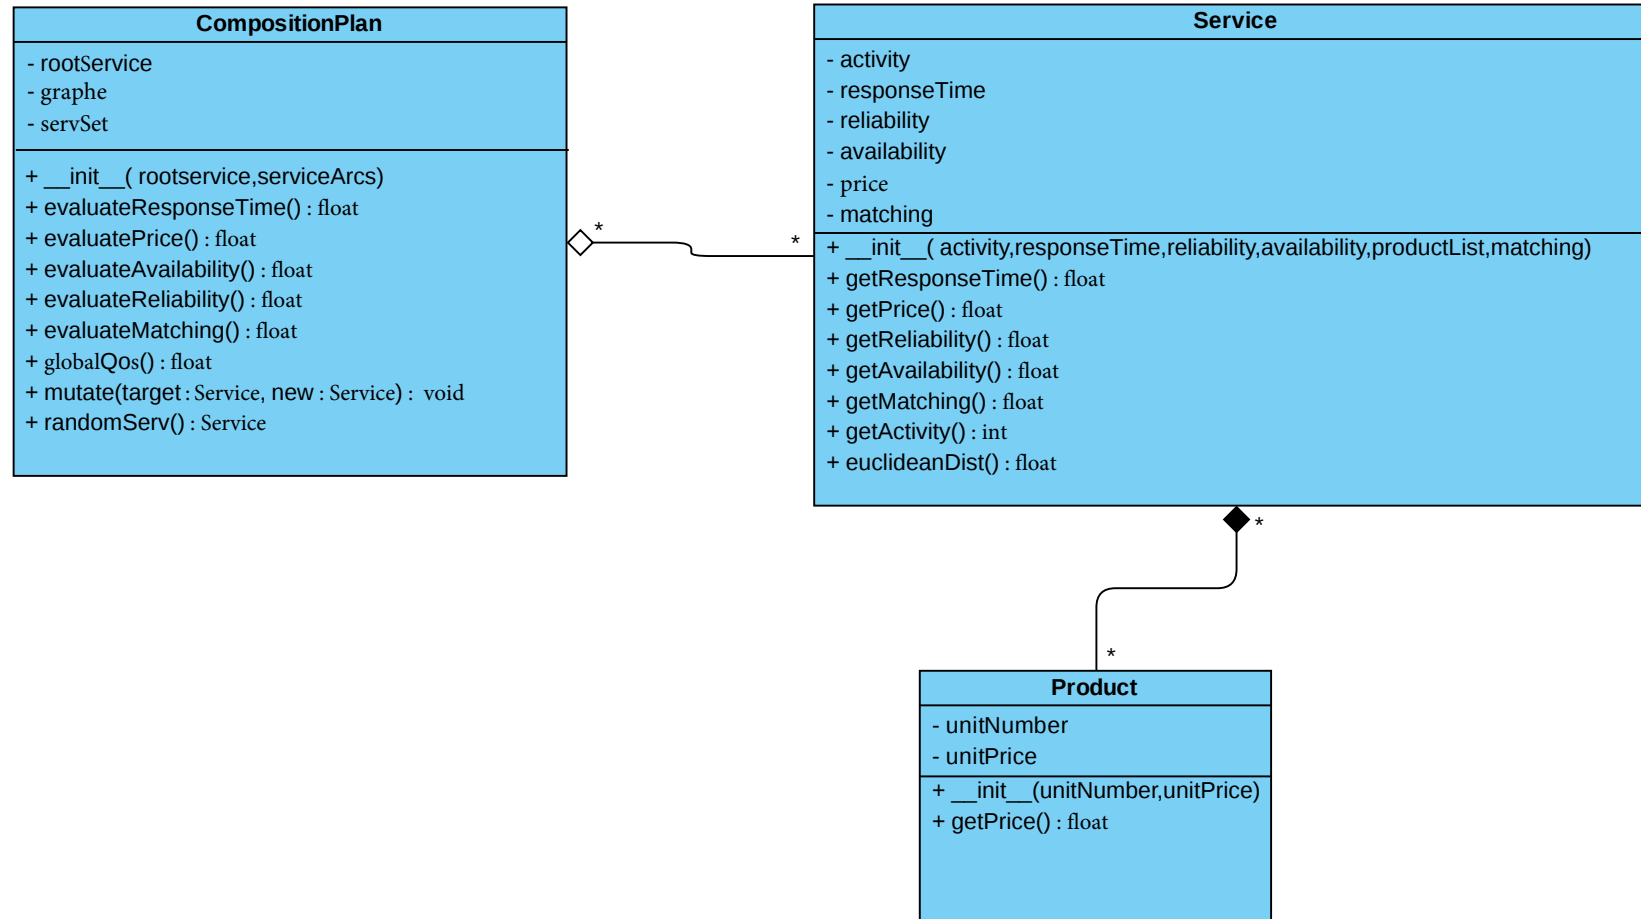 CompositionPlan
- rootService
- graphe
- servSet
+ __init__( rootservice,serviceArcs)
+ evaluateResponseTime() : float
+ evaluatePrice() : float
+ evaluateAvailability() : float
+ evaluateReliability() : float
+ evaluateMatching() : float
+ globalQos() : float
+ mutate(target : Service, new : Service) : void
+ randomServ() : Service
*
*
Service
- activity
- responseTime
- reliability
- availability
- price
- matching
+ __init__( activity,responseTime,reliability,availability,productList,matching)
+ getResponseTime() : float
+ getPrice() : float
+ getReliability() : float
+ getAvailability() : float
+ getMatching() : float
+ getActivity() : int
+ euclideanDist() : float
*
*
Product
- unitNumber
- unitPrice
+ __init__(unitNumber,unitPrice)
+ getPrice() : float